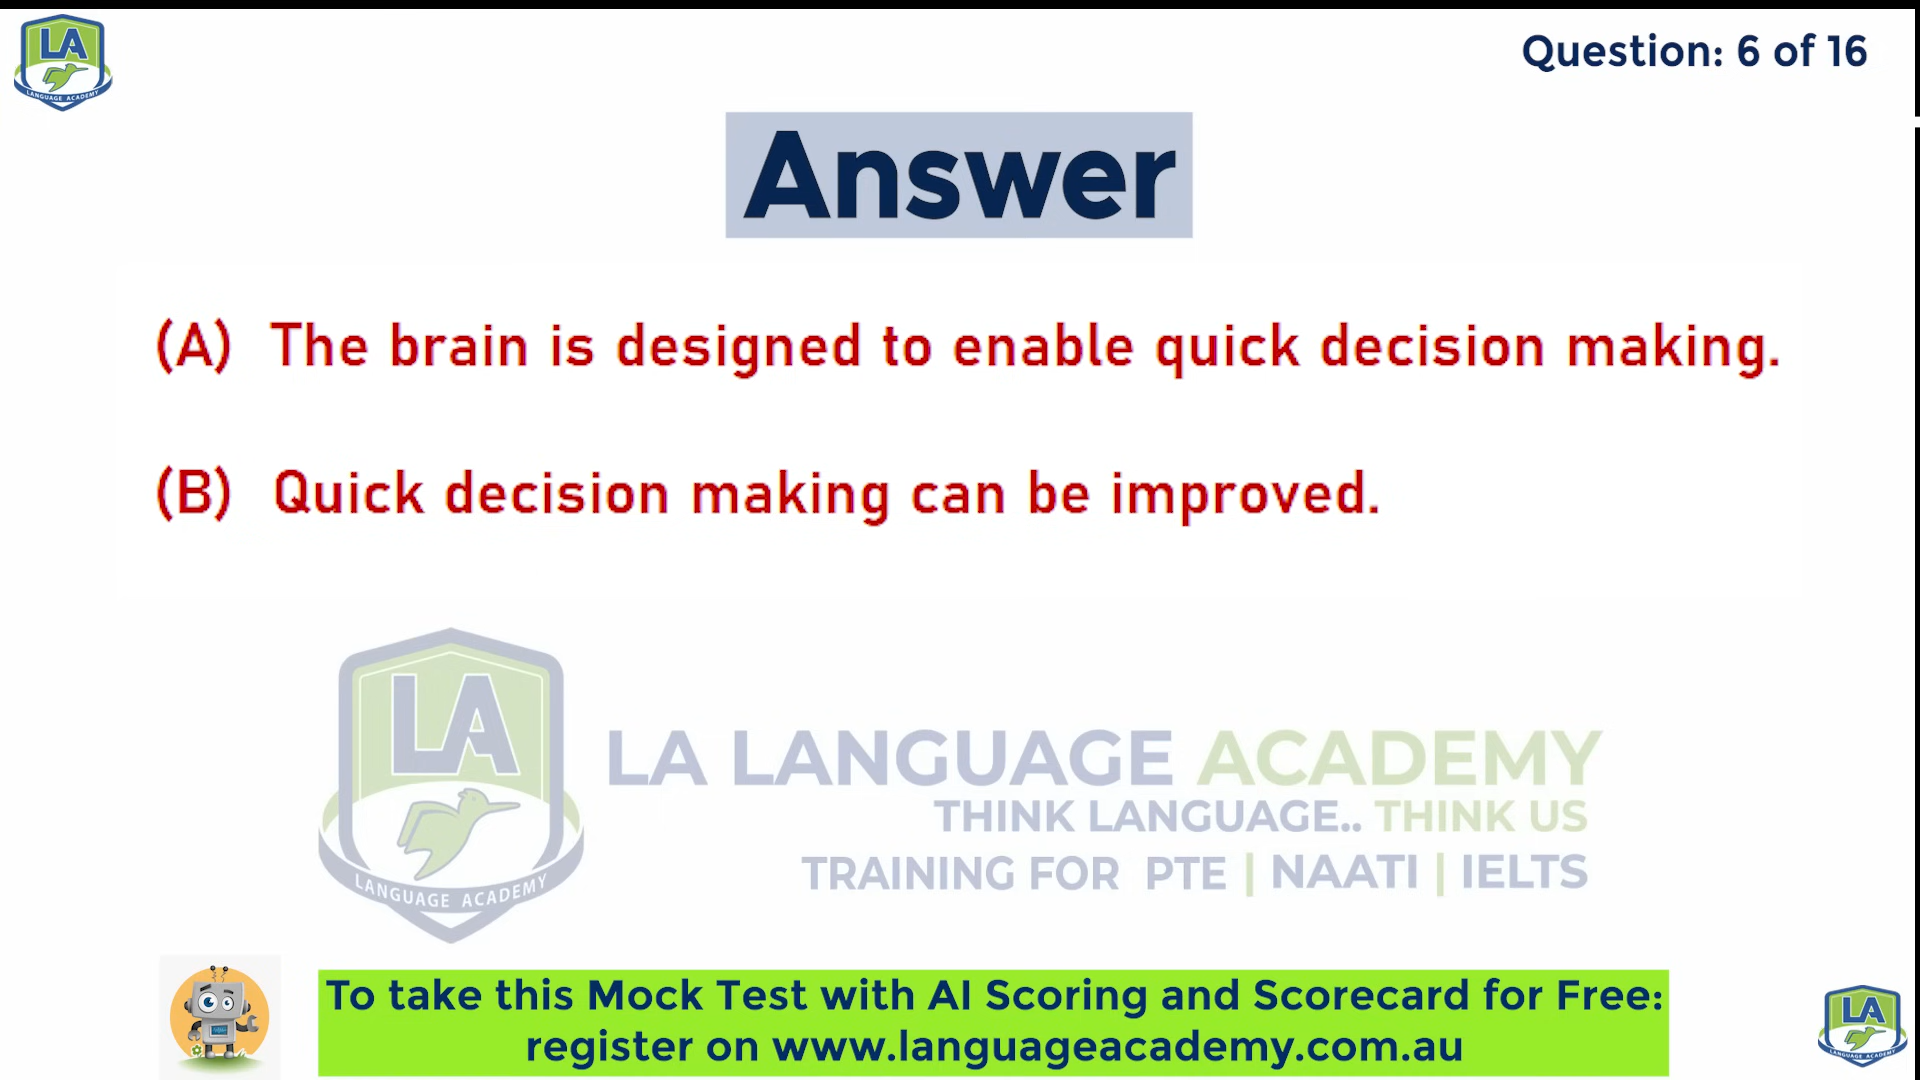 LA
LANGUAGE ACADEMY
Question: 6 of 16
Answer
(A) The brain is designed to enable quick decision making.
(B) Quick decision making can be improved.
LA
LANGUAGE ACADEMY
LA LANGUAGE ACADEMY
THINK LANGUAGE.. THINK US
TRAINING FOR PTE | NAATI | IELTS
To take this Mock Test with AI Scoring and Scorecard for Free:
register on www.languageacademy.com.au
LA
LANGUAGE ACADEMY